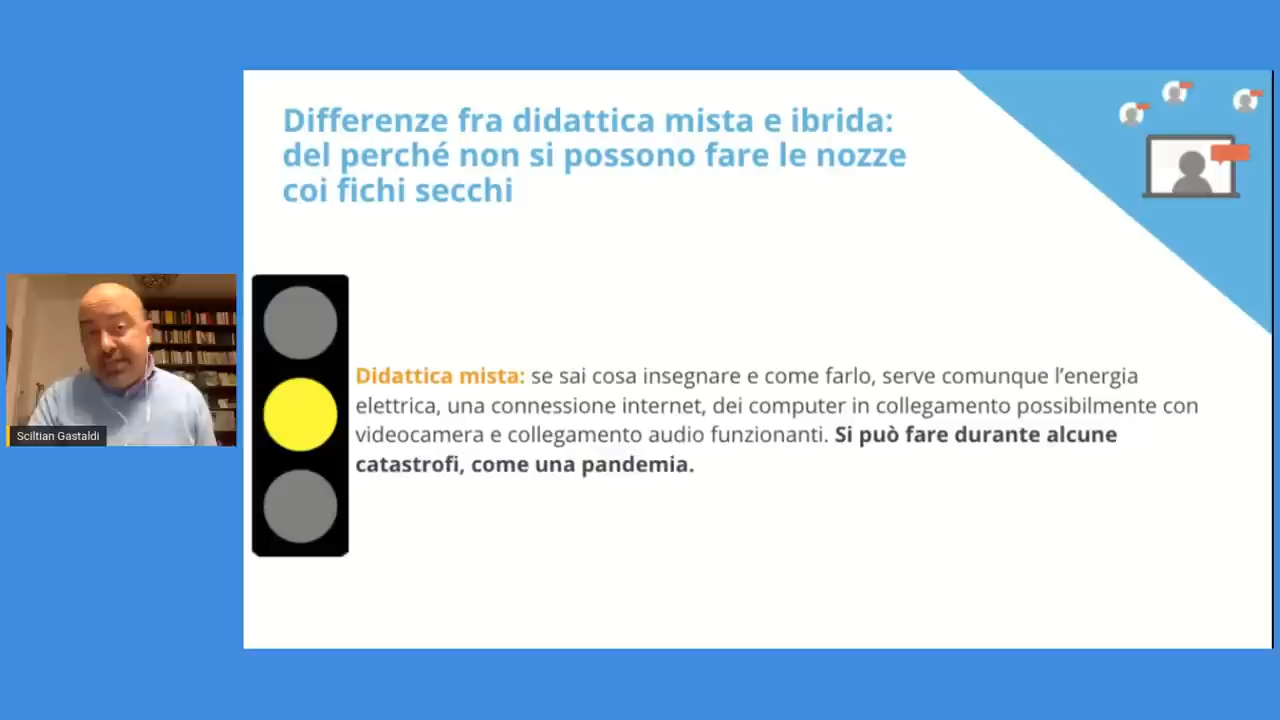 Differenze fra didattica mista e ibrida:
del perché non si possono fare le nozze
coi fichi secchi
Didattica mista: se sai cosa insegnare e come farlo, serve comunque l’energia
elettrica, una connessione internet, dei computer in collegamento possibilmente con
videocamera e collegamento audio funzionanti. Si può fare durante alcune
catastrofi, come una pandemia.
Sciltian Gastaldi